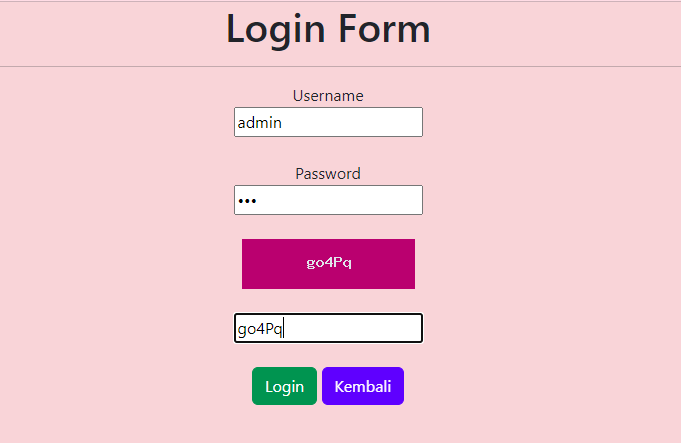 Login Form
Username
admin
Password
•••
go4Pq
go4Pq
Login Kembali